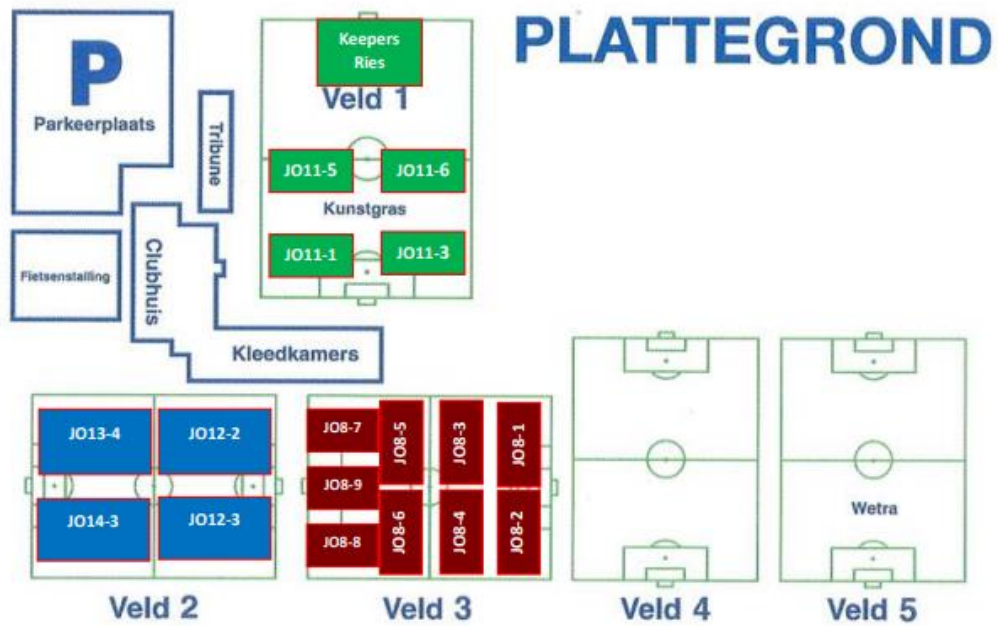 PLATTEGROND
P
Parkeerplaats
Tribune
Keepers
Ries
Veld 1
JO11-5
JO11-6
Kunstgras
JO11-1
JO11-3
Fietsenstalling
Clubhuis
Kleedkamers
JO13-4
JO12-2
JO14-3
JO12-3
Veld 2
JO8-7
JO8-9
JO8-8
JO8-5
JO8-6
JO8-3
JO8-4
JO8-1
JO8-2
Veld 3
Veld 4
Wetra
Veld 5